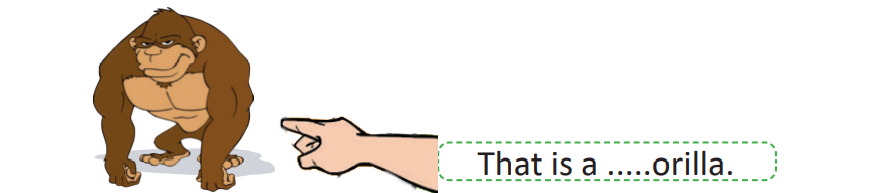 That is a .....orilla.